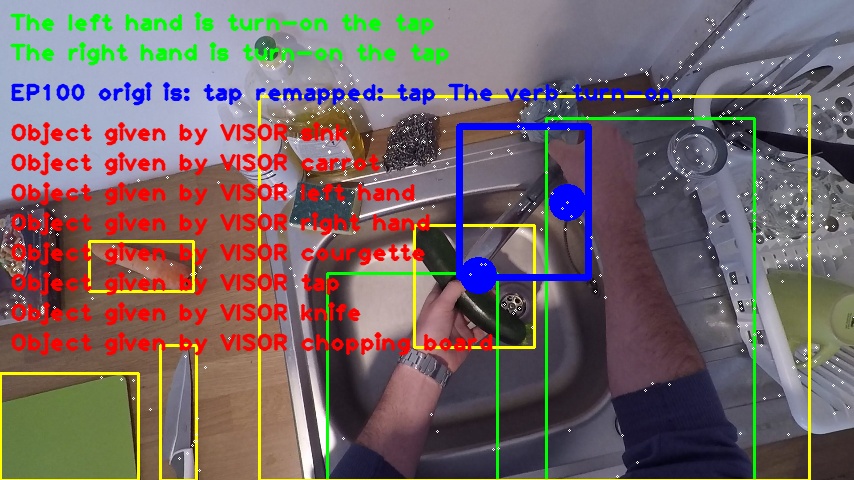 The left hand is turn-on the tap
The right hand is turn-on the tap
EP100 origi is: tap remapped: tap The verb turn-on
Object given by VISOR sink
Object given by VISOR carrot
Object given by VISOR left hand
Object given by VISOR right hand
Object given by VISOR courgette
Object given by VISOR tap
Object given by VISOR knife
Object given by VISOR chopping board